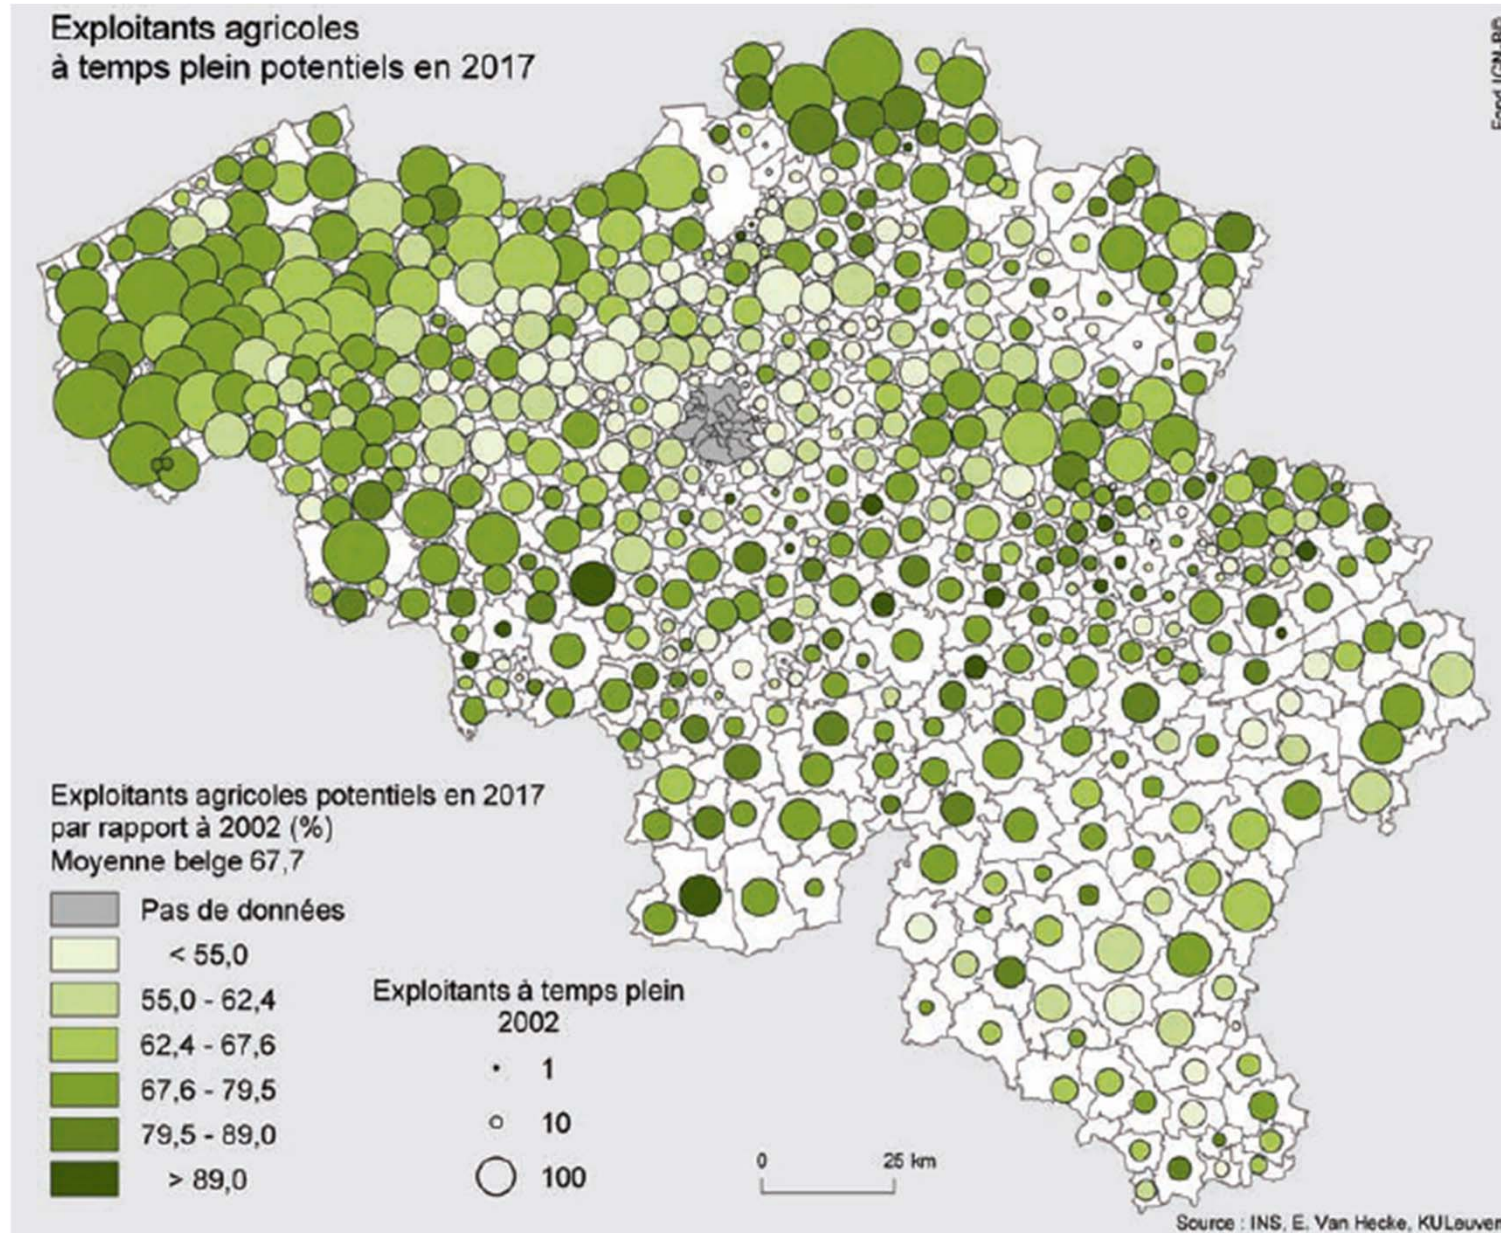 Exploitants agricoles
à temps plein potentiels en 2017
Exploitants agricoles potentiels en 2017
par rapport à 2002 (%)
Moyenne belge 67,7
Pas de données
< 55,0
55,0 - 62,4
62,4 - 67,6
67,6 - 79,5
79,5 - 89,0
> 89,0
Exploitants à temps plein
2002
1
10
100
0 25 km
Source : INS, E. Van Hecke, KULeuven